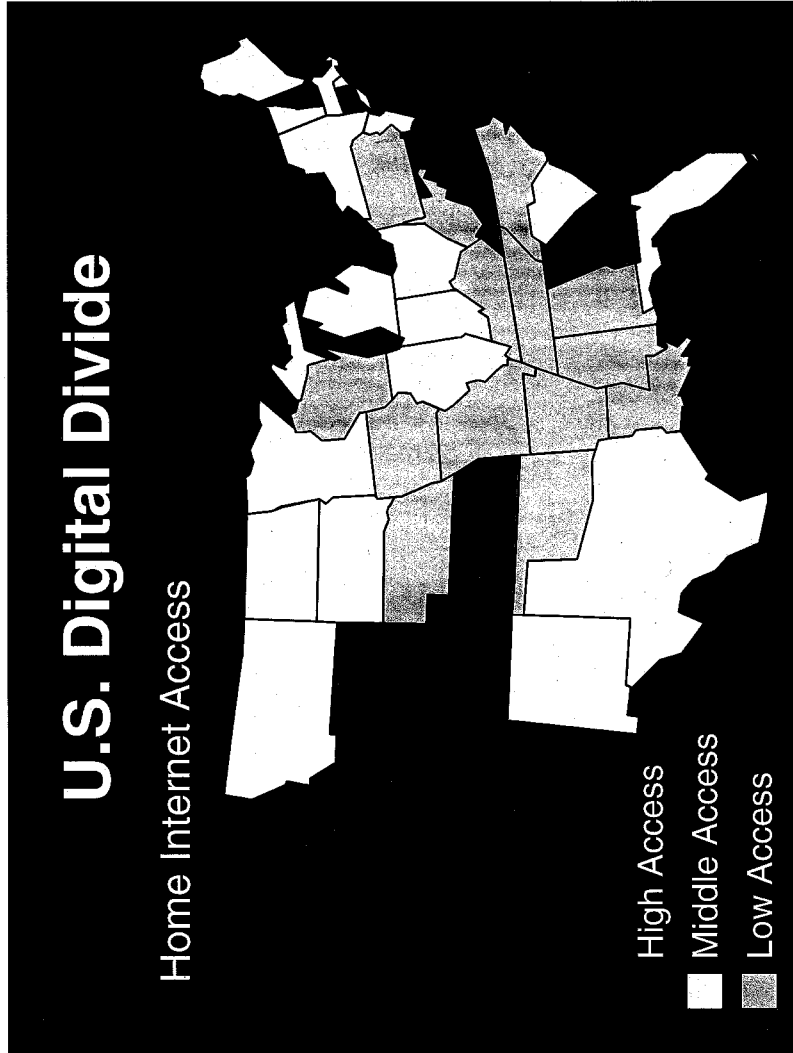 U.S. Digital Divide
Home Internet Access
High Access
Middle Access
Low Access